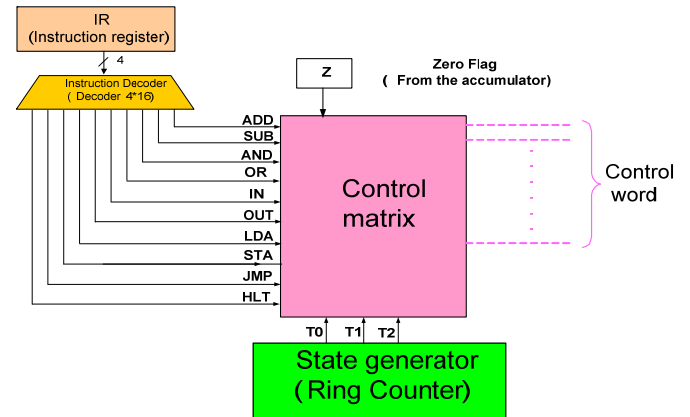 IR
(Instruction register)
4
Instruction Decoder
( Decoder 4*16)
Z
Zero Flag
( From the accumulator)
ADD
SUB
AND
OR
IN
OUT
LDA
STA
JMP
HLT
Control
matrix
Control
word
T0 T1 T2
State generator
( Ring Counter)